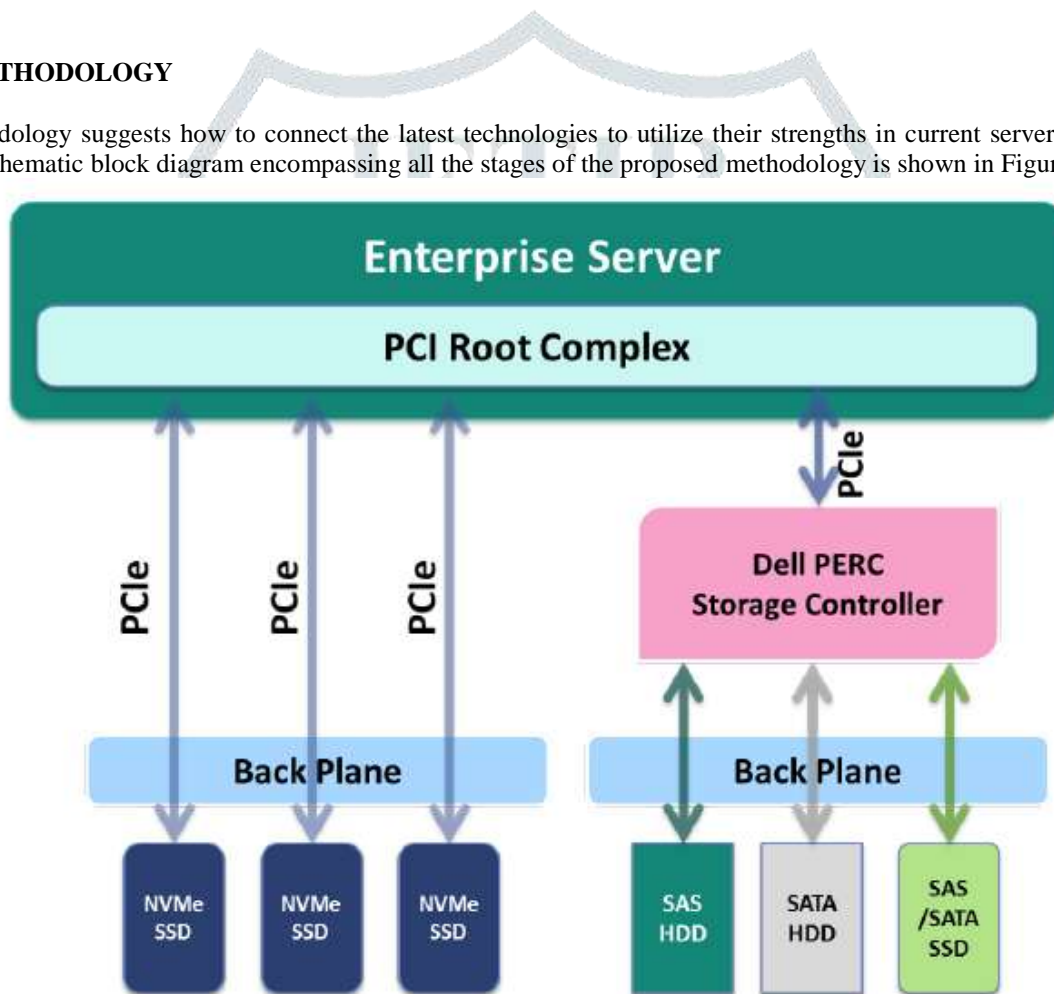 THODOLOGY
dology suggests how to connect the latest technologies to utilize their strengths in current server
hematic block diagram encompassing all the stages of the proposed methodology is shown in Figur
Enterprise Server
PCI Root Complex
PCIe
PCIe
PCIe
PCIe
Dell PERC
Storage Controller
Back Plane
Back Plane
NVMe
SSD
NVMe
SSD
NVMe
SSD
SAS
HDD
SATA
HDD
SAS
/SATA
SSD